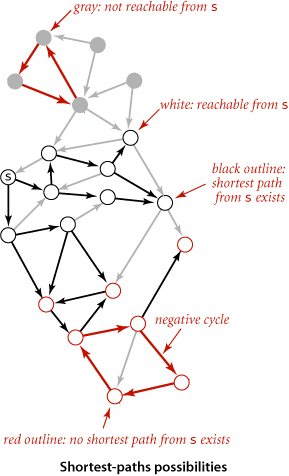 gray: not reachable from s
white: reachable from s
black outline:
shortest path
from s exists
s
negative cycle
red outline: no shortest path from s exists
Shortest-paths possibilities